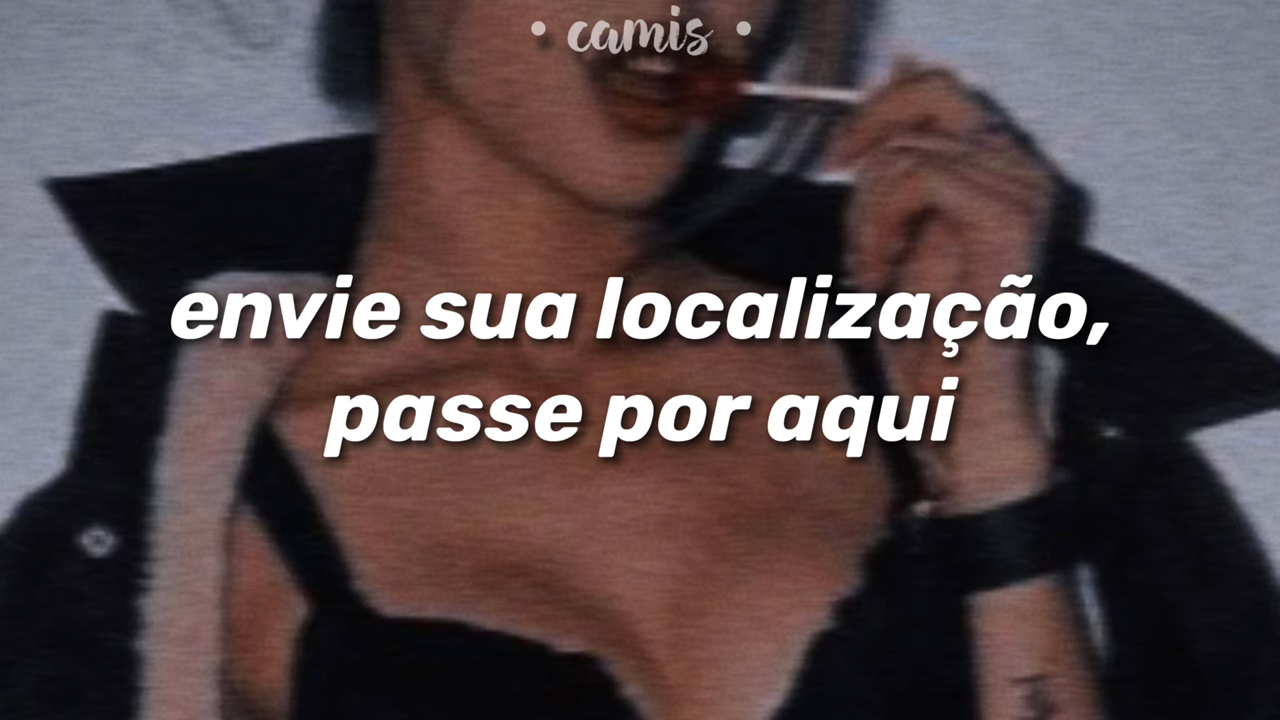 • camis •
envie sua localização,
passe por aqui